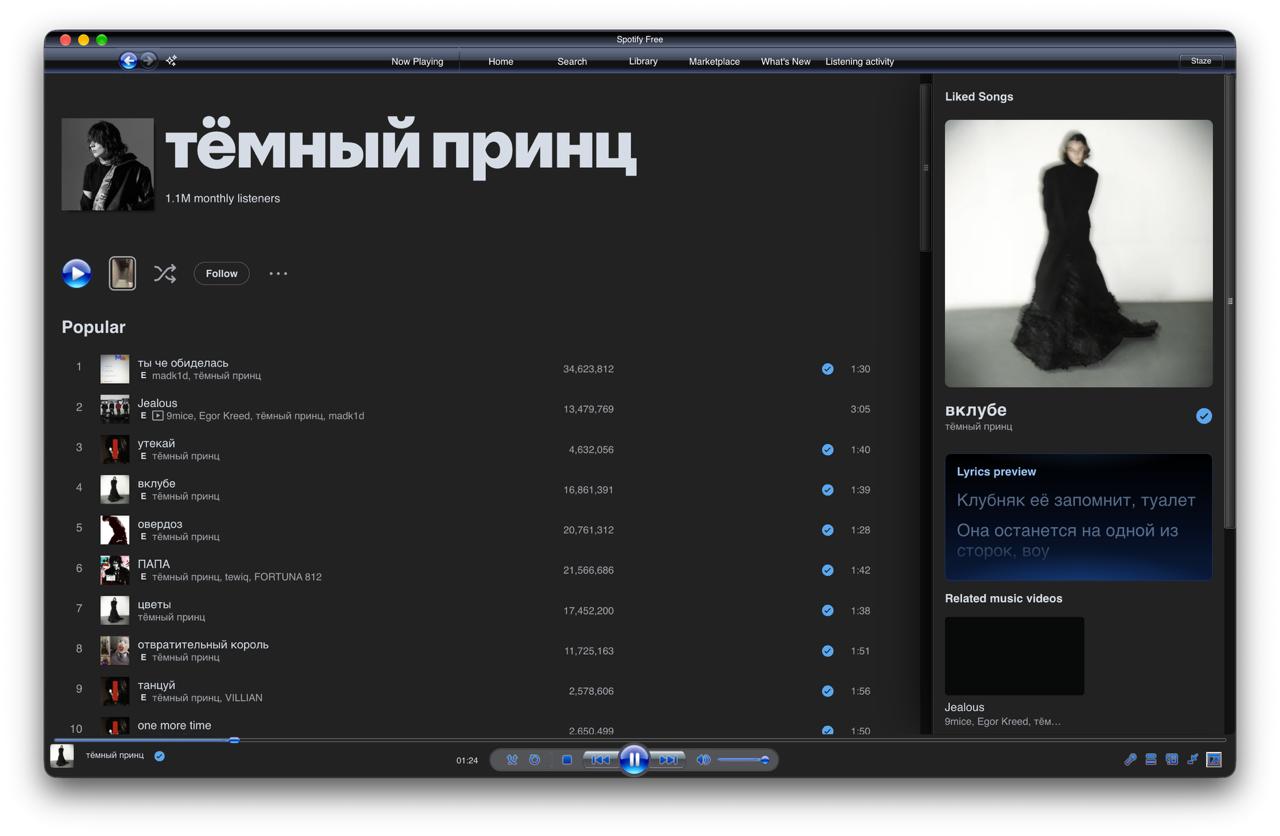 Spotify Free
Now Playing
Home
Search
Library
Marketplace
What's New
Listening activity
Staze
тёмный принц
1.1M monthly listeners
Follow
Popular
1
ты че обиделась
E madk1d, тёмный принц
34,623,812
1:30
2
Jealous
E 9mice, Egor Kreed, тёмный принц, madk1d
13,479,769
3:05
3
утекай
E тёмный принц
4,632,056
1:40
4
вклубе
E тёмный принц
16,861,391
1:39
5
овердоз
E тёмный принц
20,761,312
1:28
6
ПАПА
E тёмный принц, tewiq, FORTUNA 812
21,566,686
1:42
7
цветы
тёмный принц
17,452,200
1:38
8
отвратительный король
E тёмный принц
11,725,163
1:51
9
танцуй
E тёмный принц, VILLIAN
2,578,606
1:56
10
one more time
2,650,499
1:50
Liked Songs
вклубе
тёмный принц
Lyrics preview
Клубняк её запомнит, туалет
Она останется на одной из
сторок, воу
Related music videos
Jealous
9mice, Egor Kreed, тём...
тёмный принц
01:24